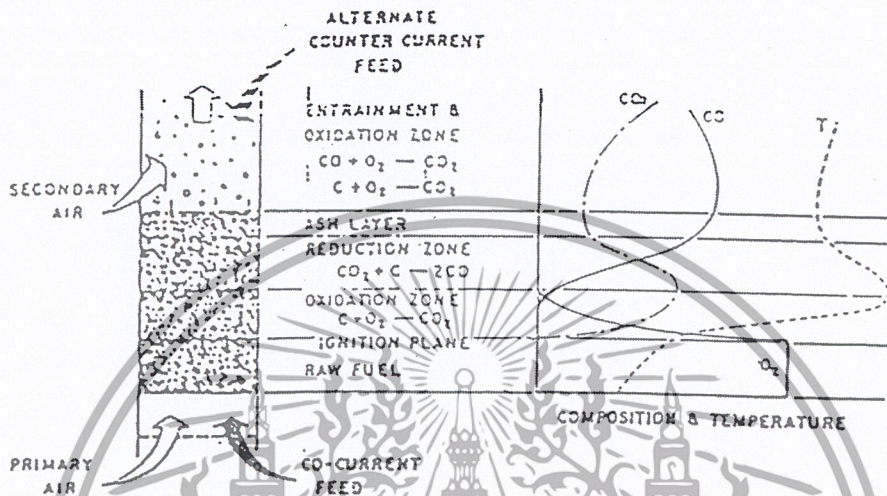 ALTERNATE
COUNTER CURRENT
FEED
ENTRAINMENT &
OXIDATION ZONE
CO + O₂ — CO₂
C + O₂ — CO₂
SECONDARY
AIR
ASH LAYER
REDUCTION ZONE
CO₂ + C — 2CO
OXIDATION ZONE
C + O₂ — CO₂
IGNITION PLANE
RAW FUEL
PRIMARY
AIR
CO-CURRENT
FEED
CO₂
CO
T
O₂
COMPOSITION & TEMPERATURE